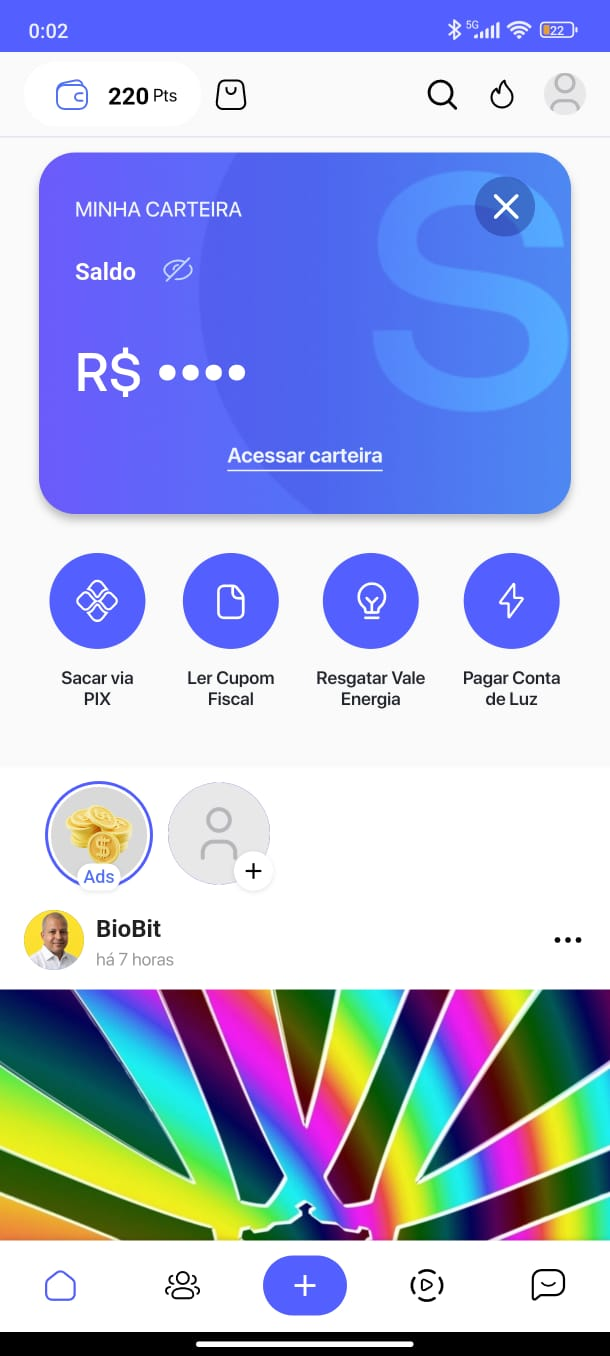 0:02
5G
22
220 Pts
MINHA CARTEIRA
Saldo
R$ ••••
S
Acessar carteira
Sacar via
PIX
Ler Cupom
Fiscal
Resgatar Vale
Energia
Pagar Conta
de Luz
Ads
BioBit
há 7 horas